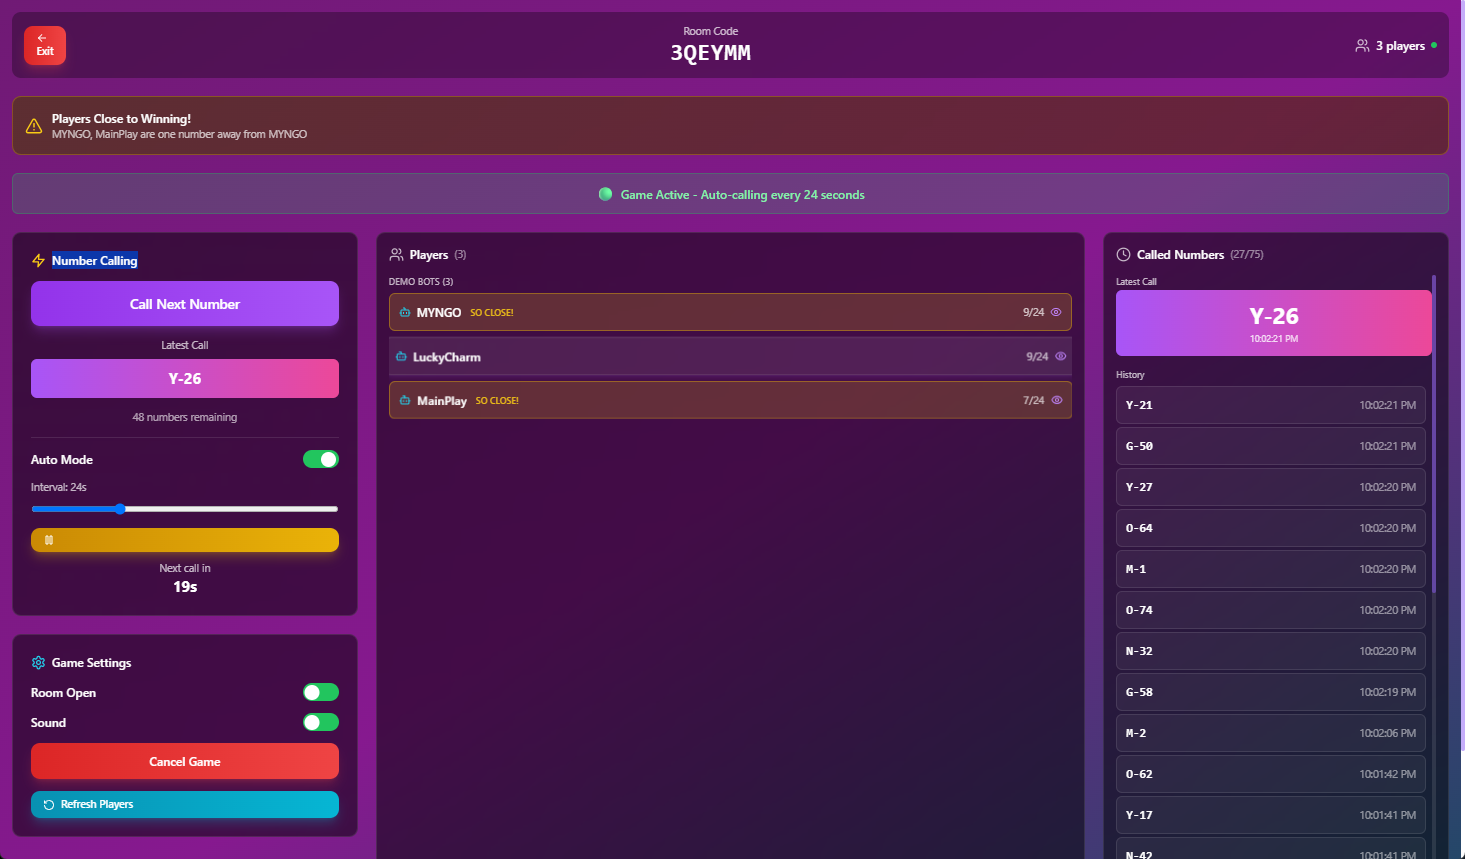 Exit
Room Code
3QEYMM
3 players
Players Close to Winning!
MYNGO, MainPlay are one number away from MYNGO
Game Active - Auto-calling every 24 seconds
Number Calling
Call Next Number
Latest Call
Y-26
48 numbers remaining
Auto Mode
Interval: 24s
Next call in
19s
Game Settings
Room Open
Sound
Cancel Game
Refresh Players
Players (3)
DEMO BOTS (3)
MYNGO SO CLOSE! 9/24
LuckyCharm 9/24
MainPlay SO CLOSE! 7/24
Called Numbers (27/75)
Latest Call
Y-26
10:02:21 PM
History
Y-21 10:02:21 PM
G-50 10:02:21 PM
Y-27 10:02:20 PM
O-64 10:02:20 PM
M-1 10:02:20 PM
O-74 10:02:20 PM
N-32 10:02:20 PM
G-58 10:02:19 PM
M-2 10:02:06 PM
O-62 10:01:42 PM
Y-17 10:01:41 PM
N-42 10:01:41 PM